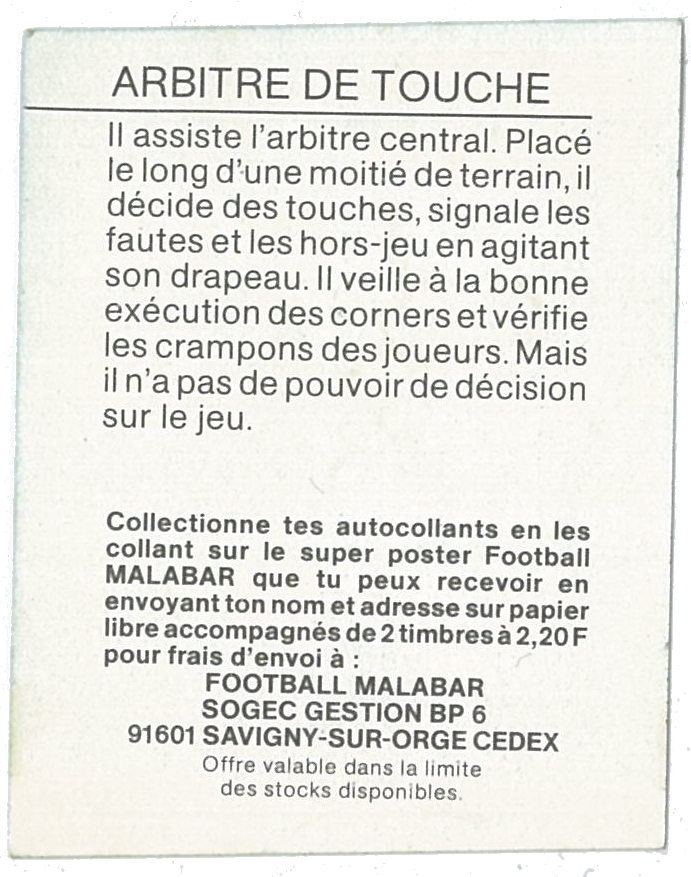 ARBITRE DE TOUCHE
Il assiste l'arbitre central. Placé
le long d'une moitié de terrain, il
décide des touches, signale les
fautes et les hors-jeu en agitant
son drapeau. Il veille à la bonne
exécution des corners et vérifie
les crampons des joueurs. Mais
il n'a pas de pouvoir de décision
sur le jeu.
Collectionne tes autocollants en les
collant sur le super poster Football
MALABAR que tu peux recevoir en
envoyant ton nom et adresse sur papier
libre accompagnés de 2 timbres à 2,20 F
pour frais d'envoi à :
FOOTBALL MALABAR
SOGEC GESTION BP 6
91601 SAVIGNY-SUR-ORGE CEDEX
Offre valable dans la limite
des stocks disponibles.